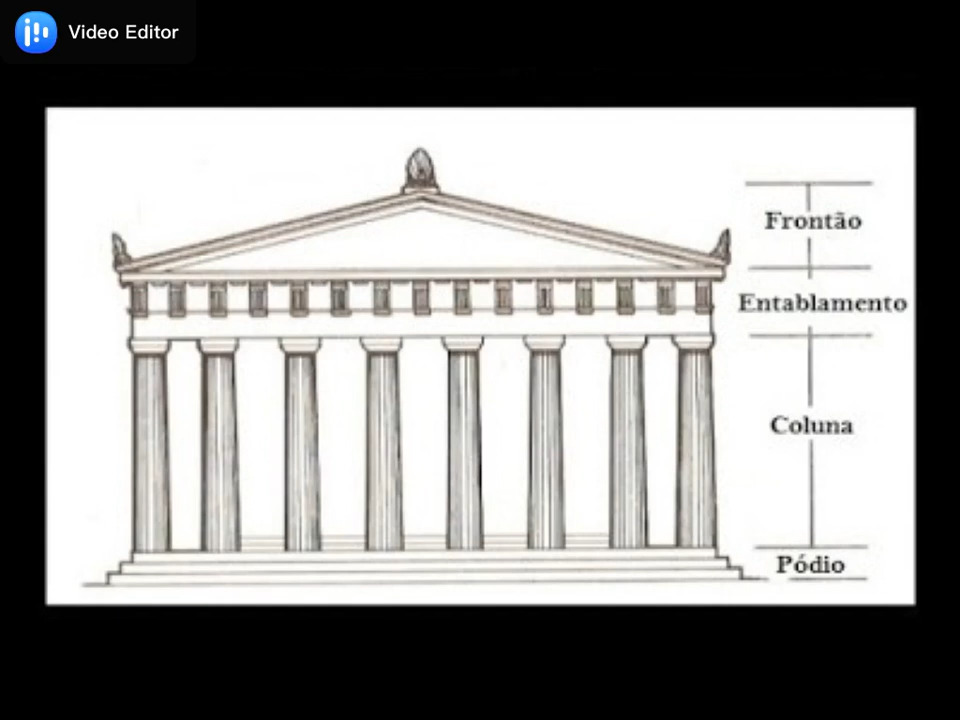 Video Editor
Frontão
Entablamento
Coluna
Pódio